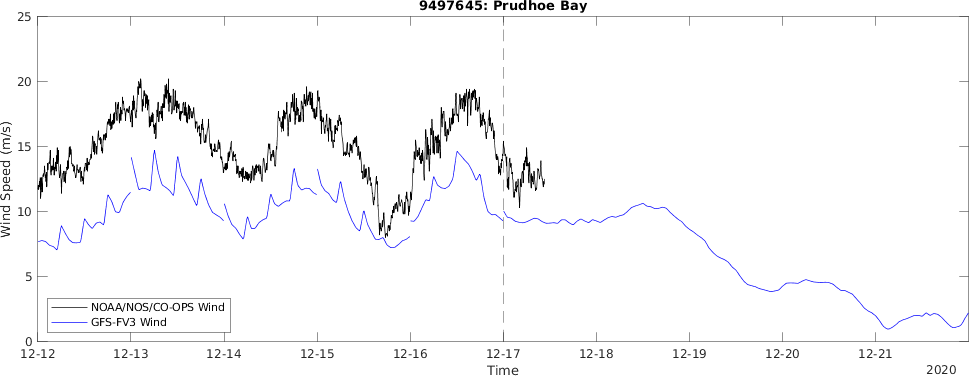 9497645: Prudhoe Bay
25
20
15
10
5
0
Wind Speed (m/s)
NOAA/NOS/CO-OPS Wind
GFS-FV3 Wind
12-12 12-13 12-14 12-15 12-16 12-17 12-18 12-19 12-20 12-21
Time
2020